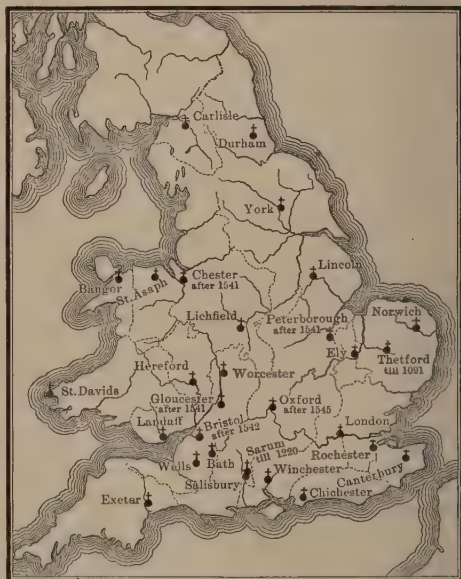 Carlisle
Durham
York
Bangor
St. Asaph
Chester
after 1541
Lincoln
Lichfield
Peterborough
after 1541
Norwich
Ely
Thetford
till 1091
St. Davids
Hereford
Worcester
Gloucester
after 1541
Oxford
after 1545
Landaff
Bristol
after 1542
London
Wells
Bath
Sarum
till 1220
Salisbury
Winchester
Rochester
Canterbury
Chichester
Exeter